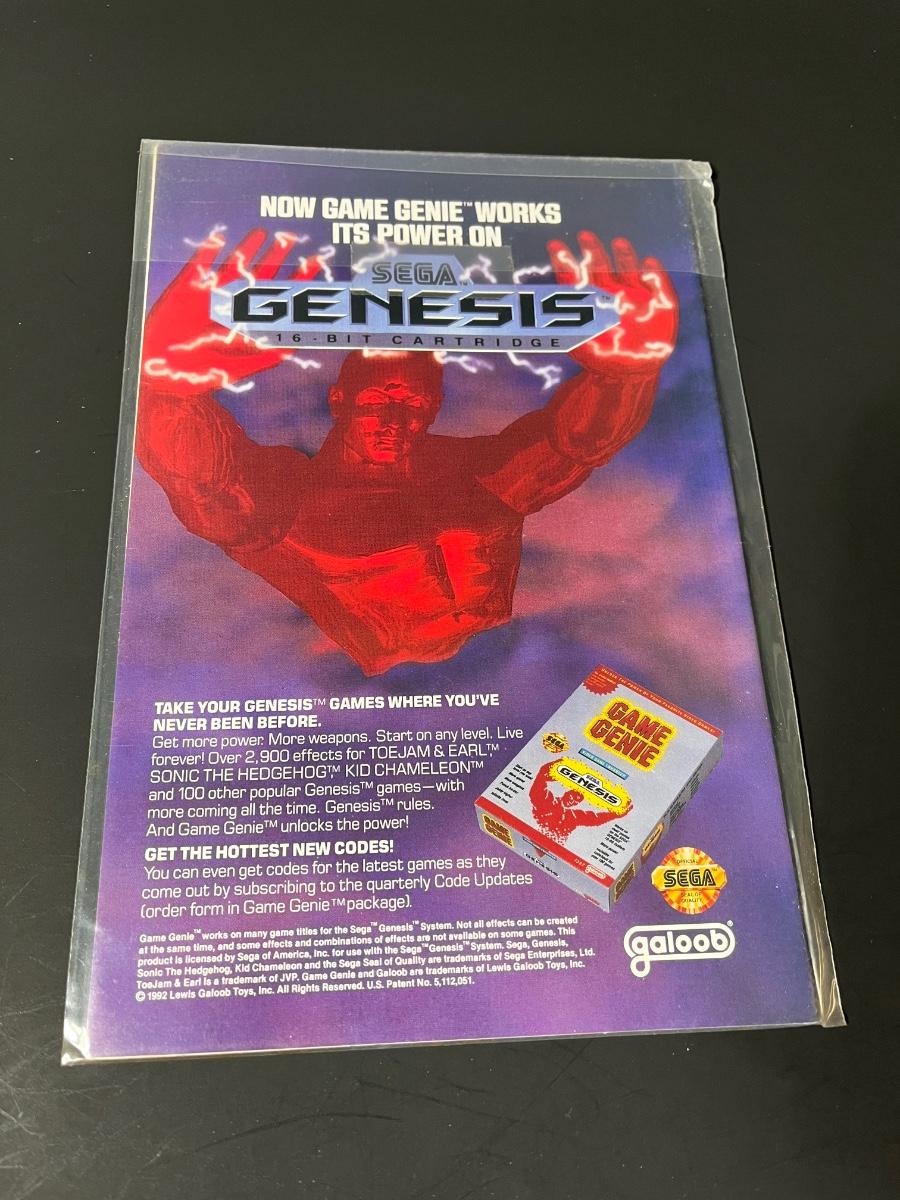 NOW GAME GENIE™ WORKS
ITS POWER ON
SEGA™
GENESIS™
16-BIT CARTRIDGE
TAKE YOUR GENESIS™ GAMES WHERE YOU'VE
NEVER BEEN BEFORE.
Get more power. More weapons. Start on any level. Live
forever! Over 2,900 effects for TOEJAM & EARL™
SONIC THE HEDGEHOG,™ KID CHAMELEON™
and 100 other popular Genesis™ games—with
more coming all the time. Genesis™ rules.
And Game Genie™ unlocks the power!
GET THE HOTTEST NEW CODES!
You can even get codes for the latest games as they
come out by subscribing to the quarterly Code Updates
(order form in Game Genie™ package).
Game Genie™ works on many game titles for the Sega™ Genesis™ System. Not all effects can be created
at the same time, and some effects and combinations of effects are not available on some games. This
product is licensed by Sega of America, Inc. for use with the Sega™ Genesis™ System. Sega, Genesis,
Sonic The Hedgehog, Kid Chameleon and the Sega Seal of Quality are trademarks of Sega Enterprises, Ltd.
ToeJam & Earl is a trademark of JVP. Game Genie and Galoob are trademarks of Lewis Galoob Toys, Inc.
© 1992 Lewis Galoob Toys, Inc. All Rights Reserved. U.S. Patent No. 5,112,051.
GAME
GENIE
SEGA
GENESIS
GAME
GENIE
GENESIS
OFFICIAL
SEGA
SEAL OF
QUALITY
galoob®